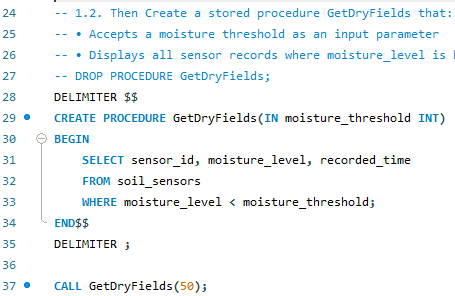 24 -- 1.2. Then Create a stored procedure GetDryFields that:
25 -- • Accepts a moisture threshold as an input parameter
26 -- • Displays all sensor records where moisture_level is
27 -- DROP PROCEDURE GetDryFields;
28 DELIMITER $$
29 CREATE PROCEDURE GetDryFields(IN moisture_threshold INT)
30 BEGIN
31 SELECT sensor_id, moisture_level, recorded_time
32 FROM soil_sensors
33 WHERE moisture_level < moisture_threshold;
34 END$$
35 DELIMITER ;
36
37 CALL GetDryFields(50);